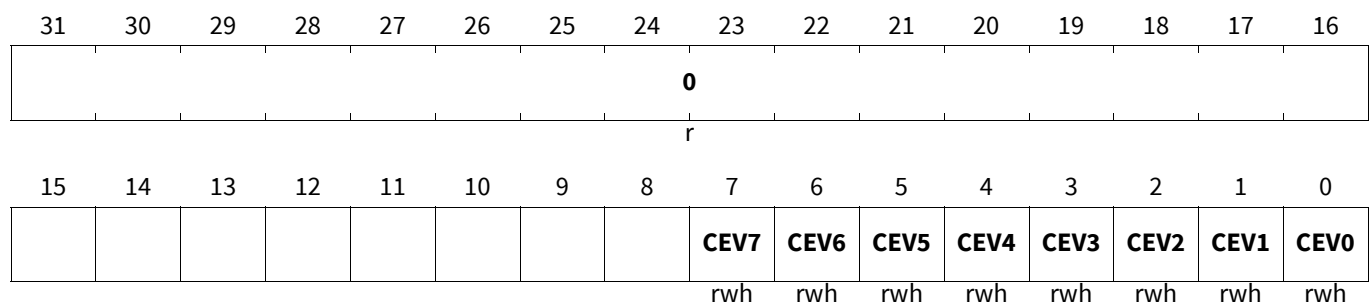 31 30 29 28 27 26 25 24 23 22 21 20 19 18 17 16
0
r
15 14 13 12 11 10 9 8 7 6 5 4 3 2 1 0
CEV7 CEV6 CEV5 CEV4 CEV3 CEV2 CEV1 CEV0
rwh rwh rwh rwh rwh rwh rwh rwh